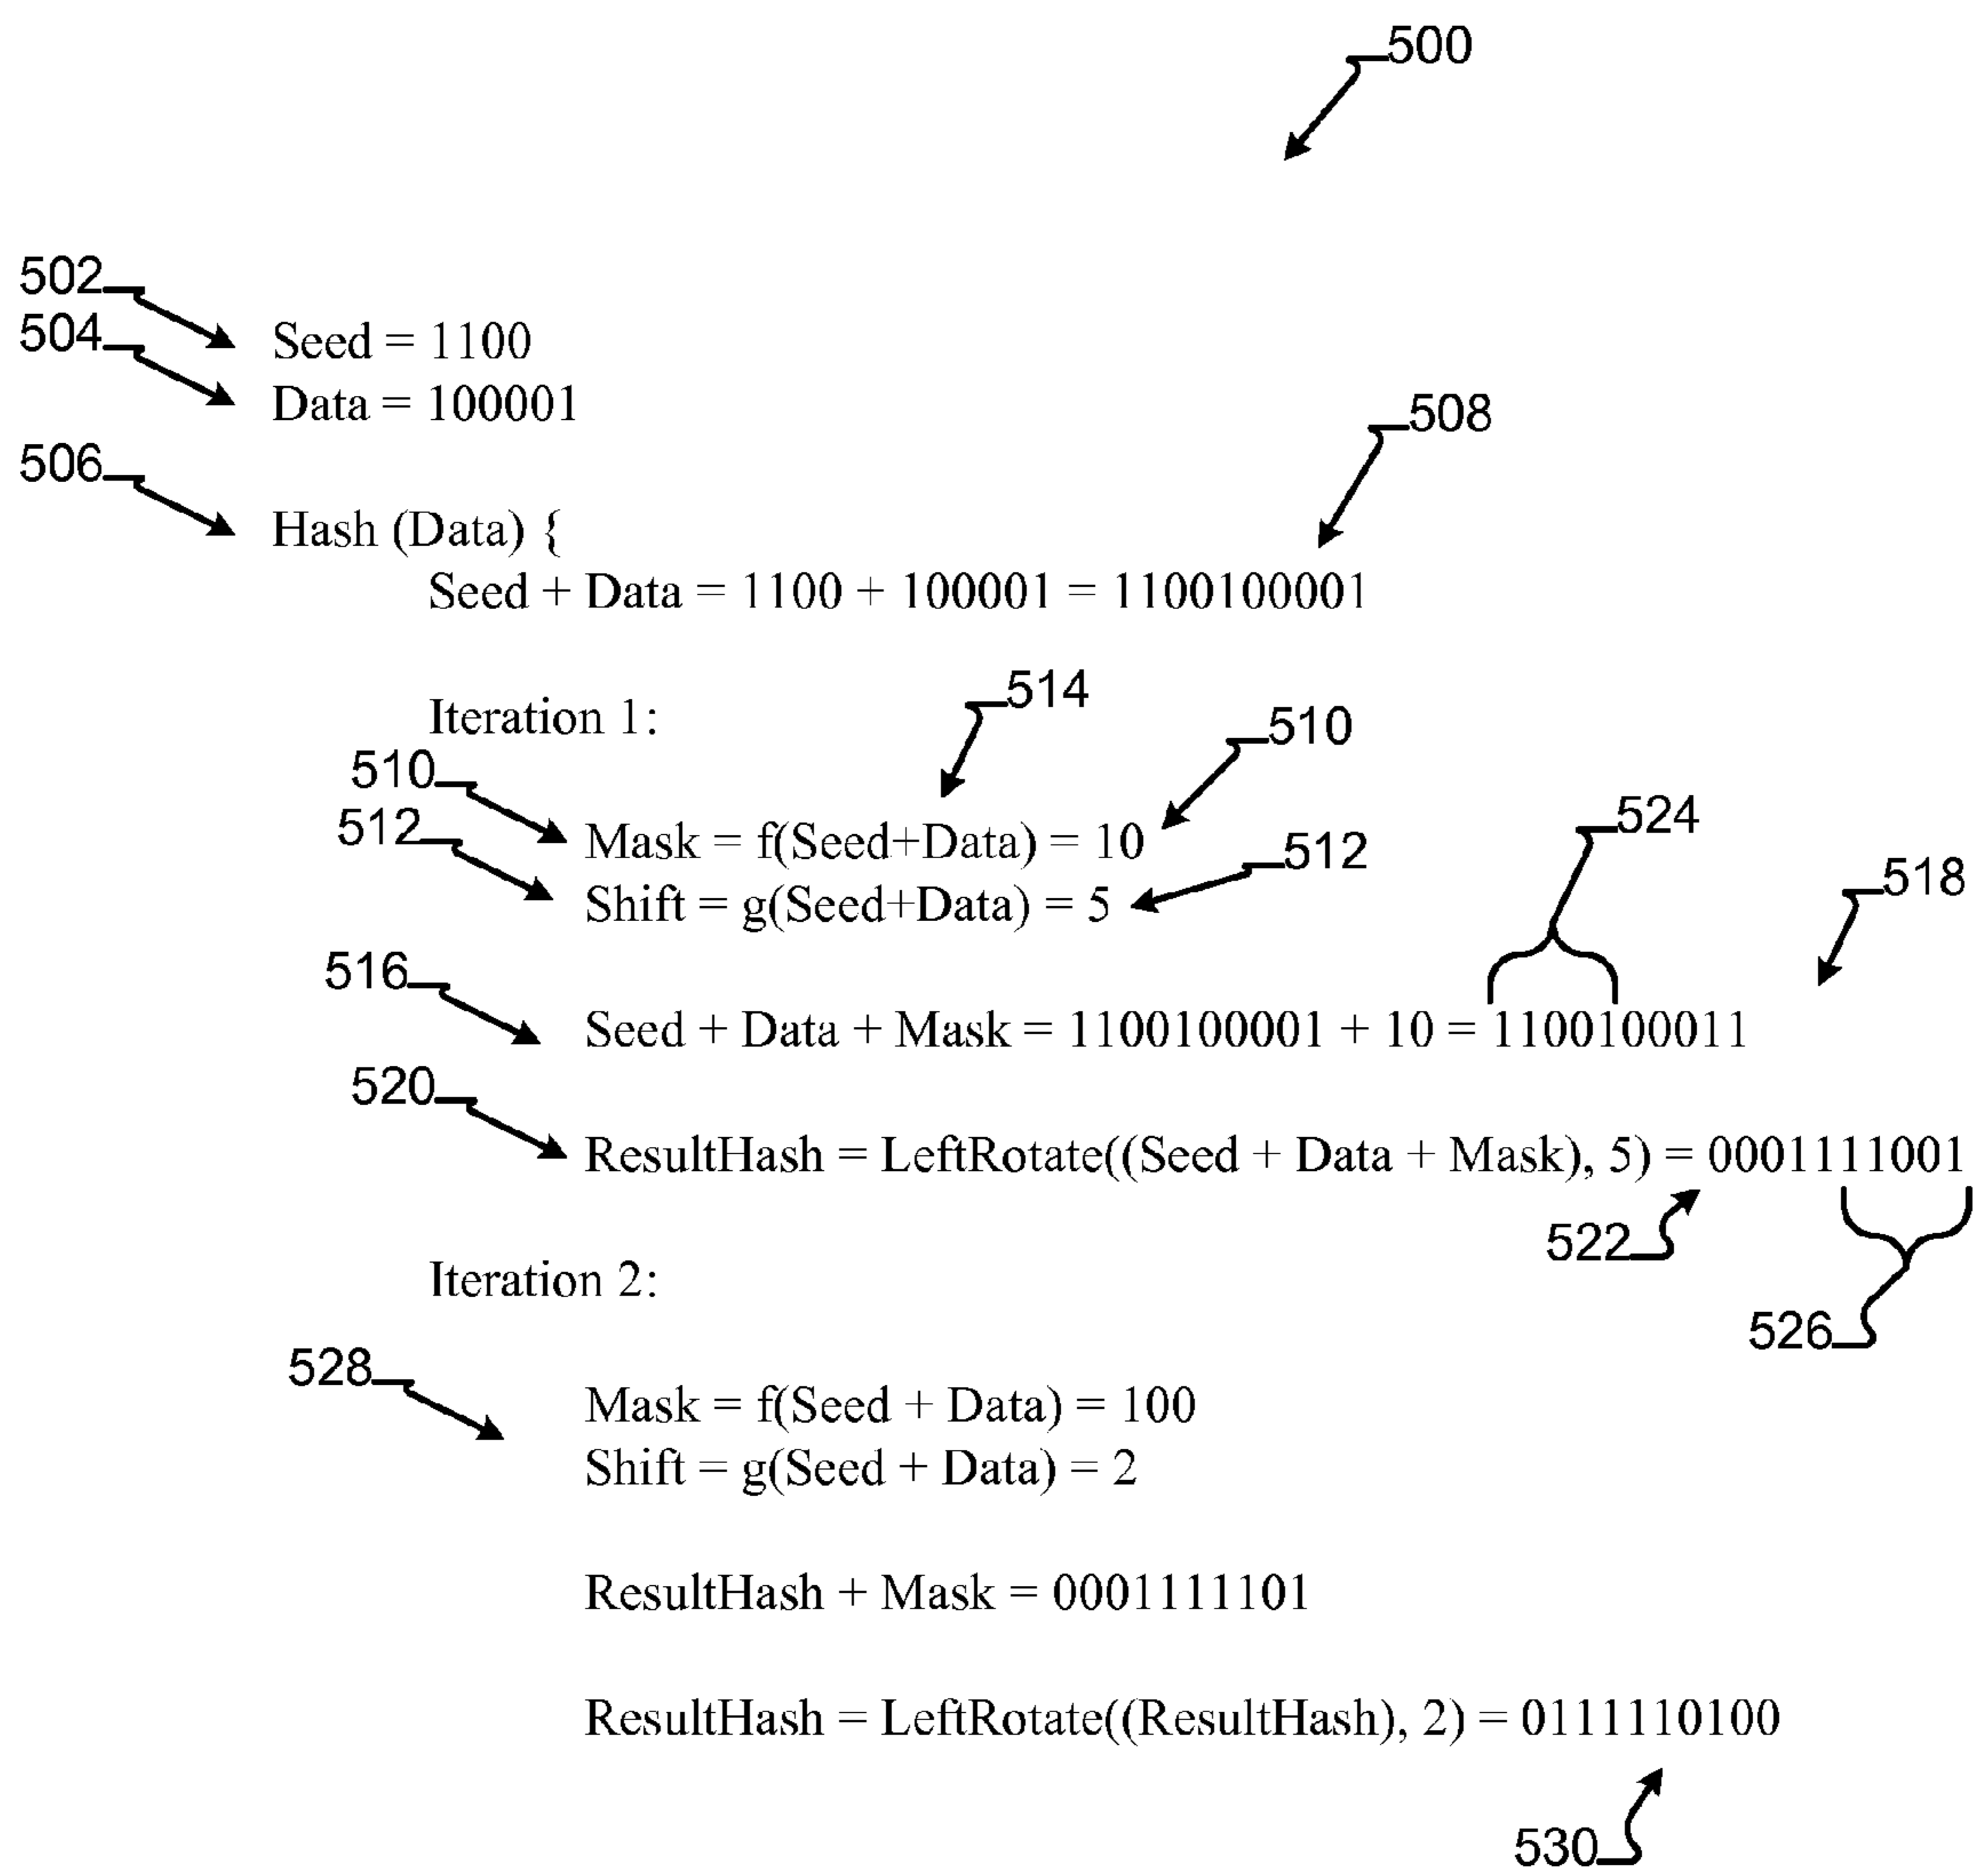 500
502
Seed = 1100
504
Data = 100001
506
508
Hash (Data) {
Seed + Data = 1100 + 100001 = 1100100001
514
510
Iteration 1:
510
Mask = f(Seed+Data) = 10
512
512
Shift = g(Seed+Data) = 5
524
518
516
Seed + Data + Mask = 1100100001 + 10 = 1100100011
520
ResultHash = LeftRotate((Seed + Data + Mask), 5) = 0001111001
522
526
Iteration 2:
528
Mask = f(Seed + Data) = 100
Shift = g(Seed + Data) = 2
ResultHash + Mask = 0001111101
ResultHash = LeftRotate((ResultHash), 2) = 0111110100
530